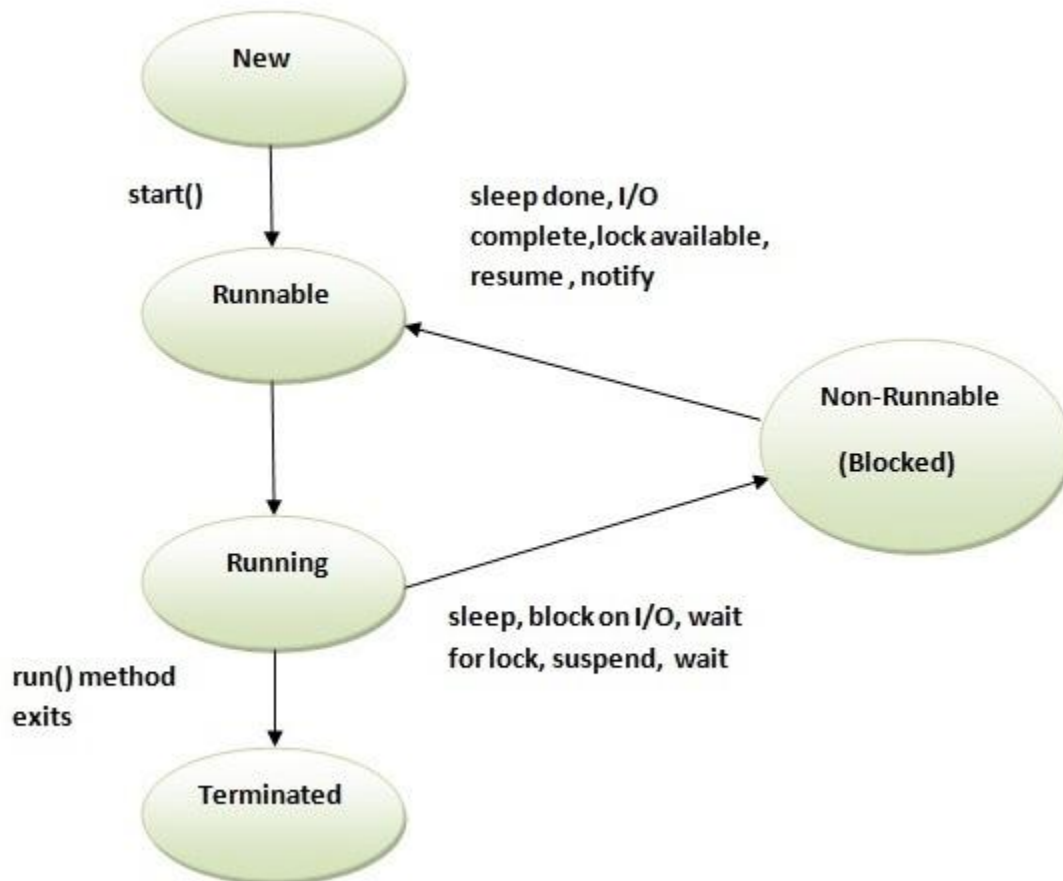 New
start()
sleep done, I/O
complete,lock available,
resume , notify
Runnable
Non-Runnable
(Blocked)
Running
sleep, block on I/O, wait
for lock, suspend, wait
run() method
exits
Terminated